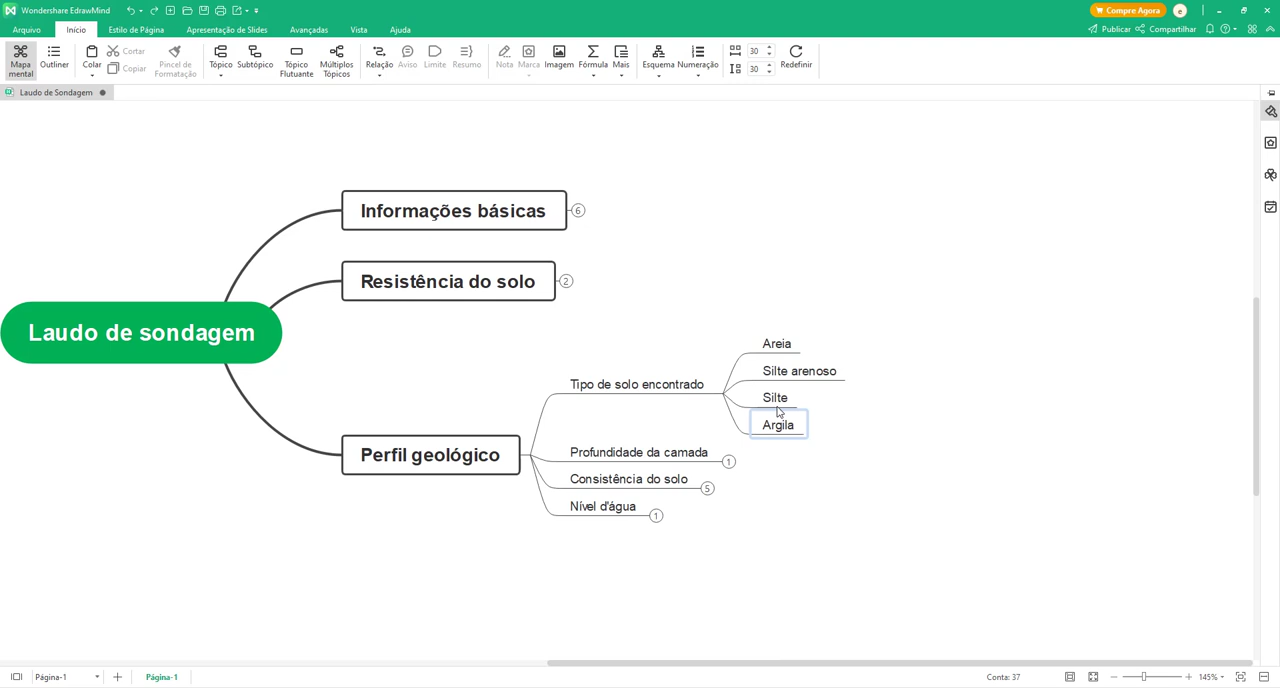 Wondershare EdrawMind
Compre Agora
e
Arquivo Início Estilo de Página Apresentação de Slides Avançadas Vista Ajuda
Publicar Compartilhar
Mapa mental
Outliner
Colar
Cortar
Copiar
Pincel de Formatação
Tópico
Subtópico
Tópico Flutuante
Múltiplos Tópicos
Relação
Aviso
Limite
Resumo
Nota
Marca
Imagem
Fórmula
Mais
Esquema
Numeração
30
30
Redefinir
Laudo de Sondagem
Informações básicas 6
Resistência do solo 2
Laudo de sondagem
Areia
Silte arenoso
Tipo de solo encontrado
Silte
Argila
Perfil geológico
Profundidade da camada 1
Consistência do solo 5
Nível d'água 1
Página-1
Página-1
Conta: 37
145%